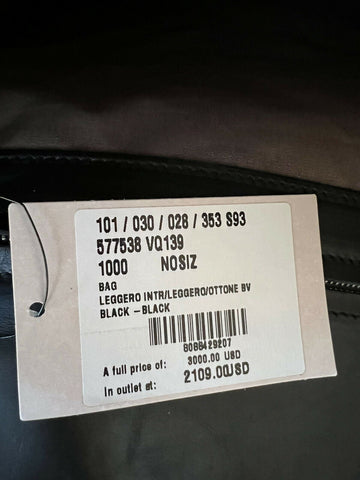 101 / 030 / 028 / 353 S93
577538 VQ139
1000 NOSIZ
BAG
LEGGERO INTR/LEGGERO/OTTONE BV
BLACK - BLACK
8088429207
A full price of: 3000.00 USD
In outlet at: 2109.00USD